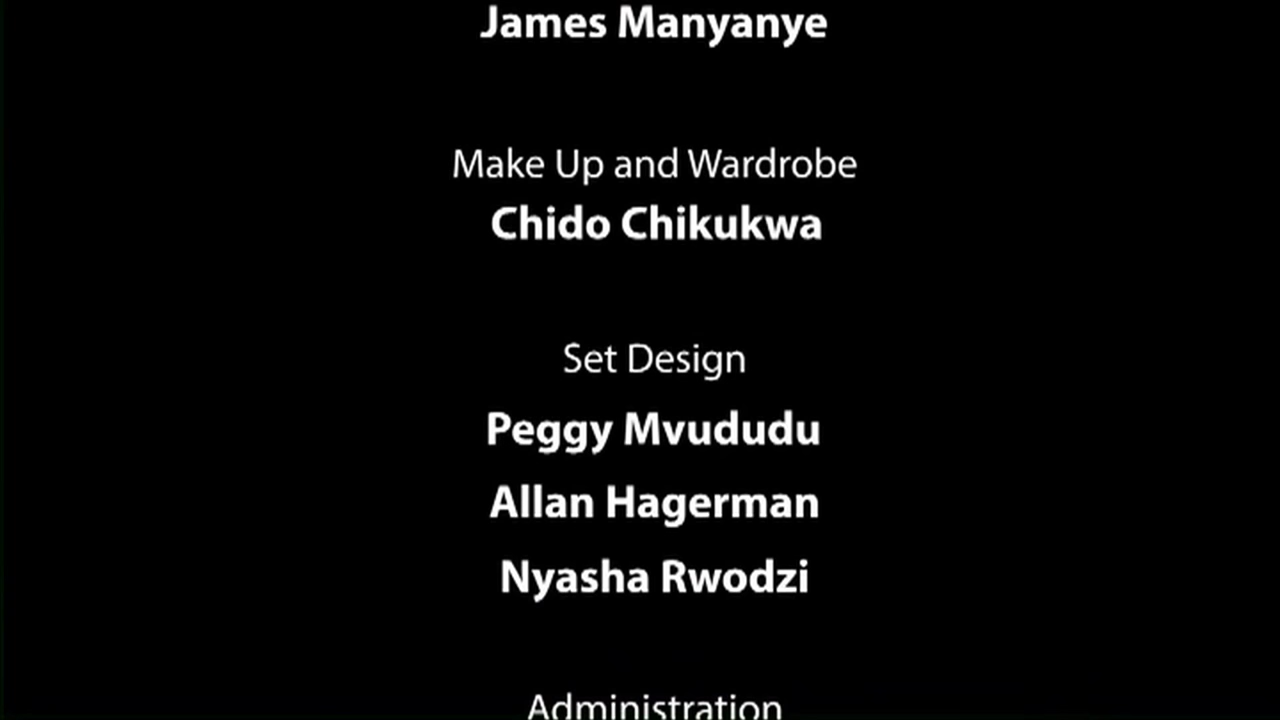 James Manyanye
Make Up and Wardrobe
Chido Chikukwa
Set Design
Peggy Mvududu
Allan Hagerman
Nyasha Rwodzi
Administration